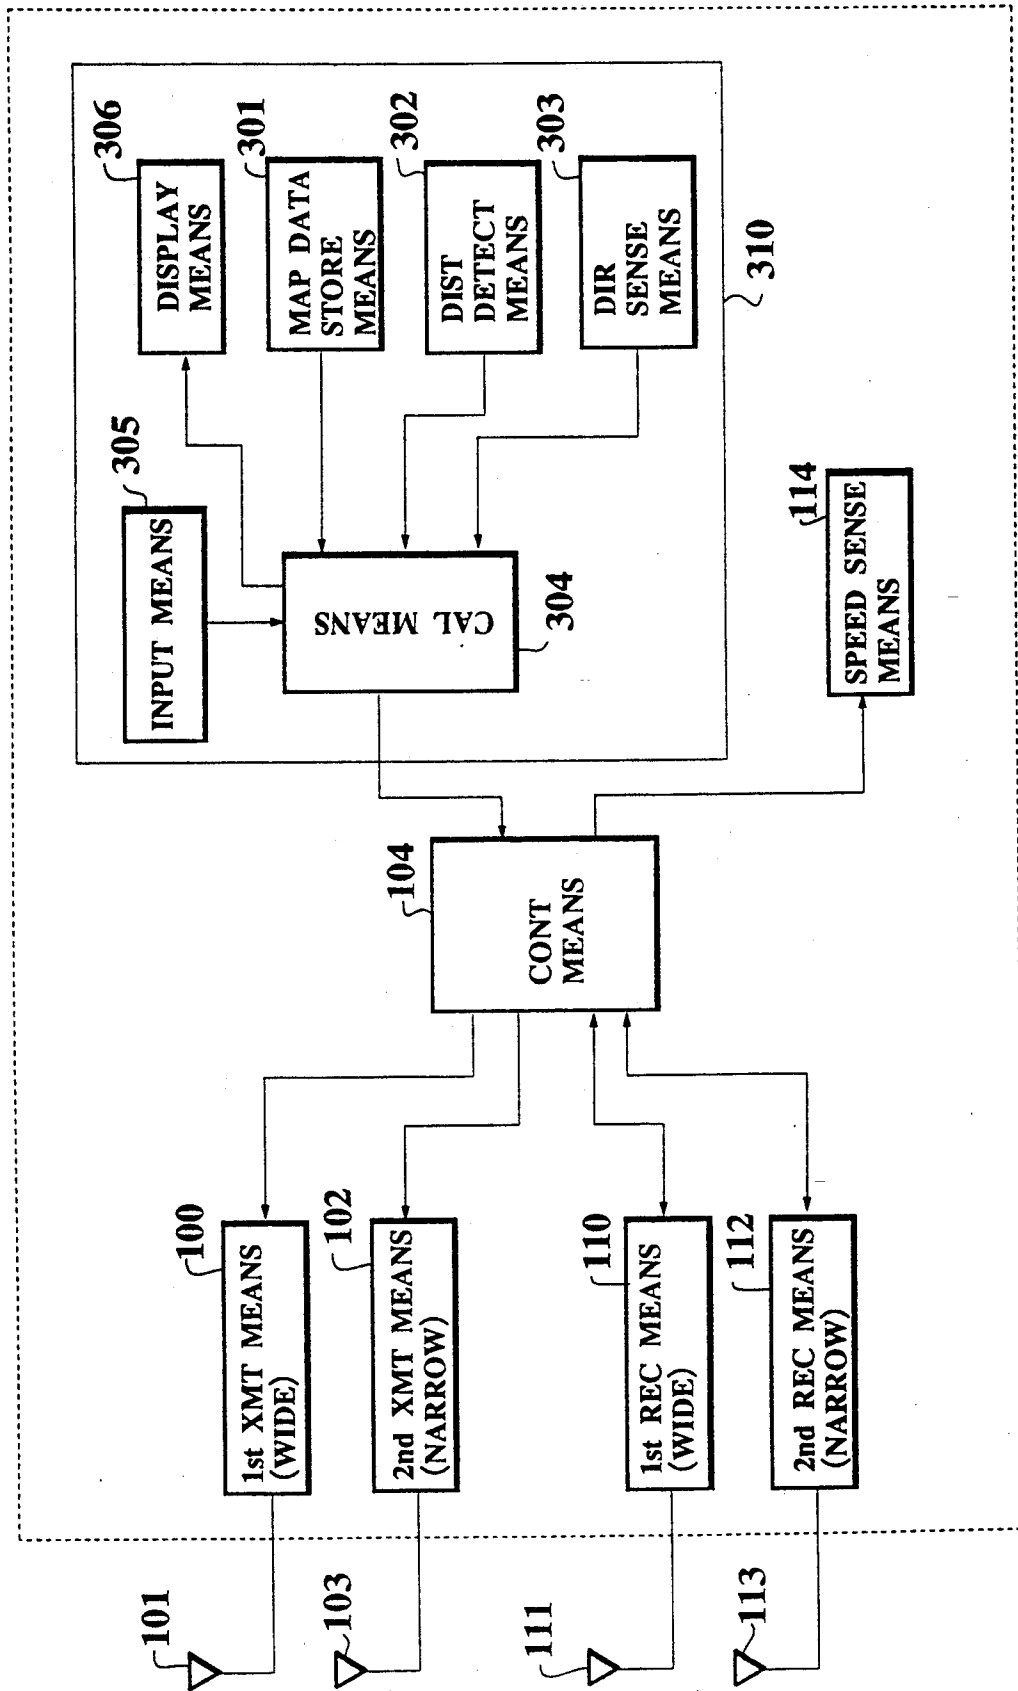 101
103
111
113
100
1st XMT MEANS
(WIDE)
102
2nd XMT MEANS
(NARROW)
110
1st REC MEANS
(WIDE)
112
2nd REC MEANS
(NARROW)
104
CONT
MEANS
114
SPEED SENSE
MEANS
305
INPUT MEANS
CAL MEANS
304
306
DISPLAY
MEANS
301
MAP DATA
STORE
MEANS
302
DIST
DETECT
MEANS
303
DIR
SENSE
MEANS
310